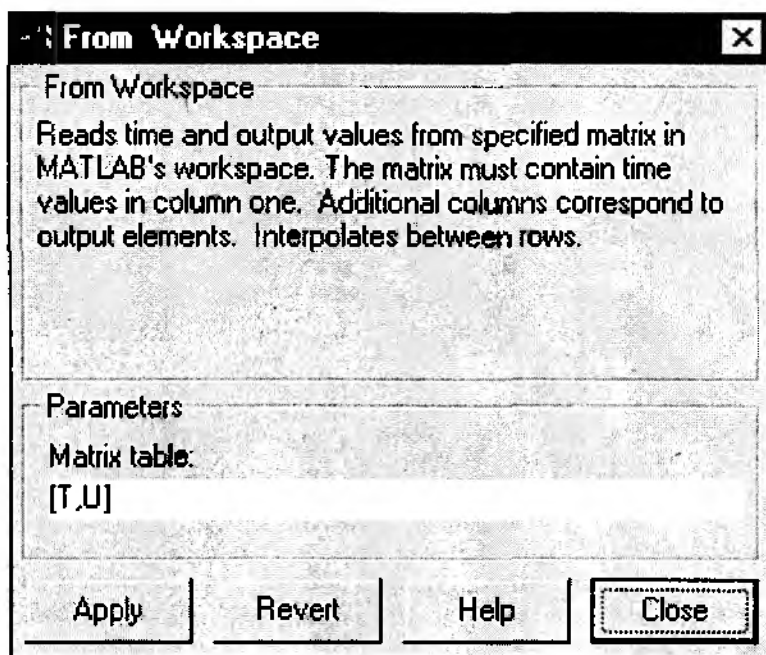 From Workspace
From Workspace
Reads time and output values from specified matrix in
MATLAB's workspace. The matrix must contain time
values in column one. Additional columns correspond to
output elements. Interpolates between rows.
Parameters
Matrix table:
[T,U]
Apply Revert Help Close